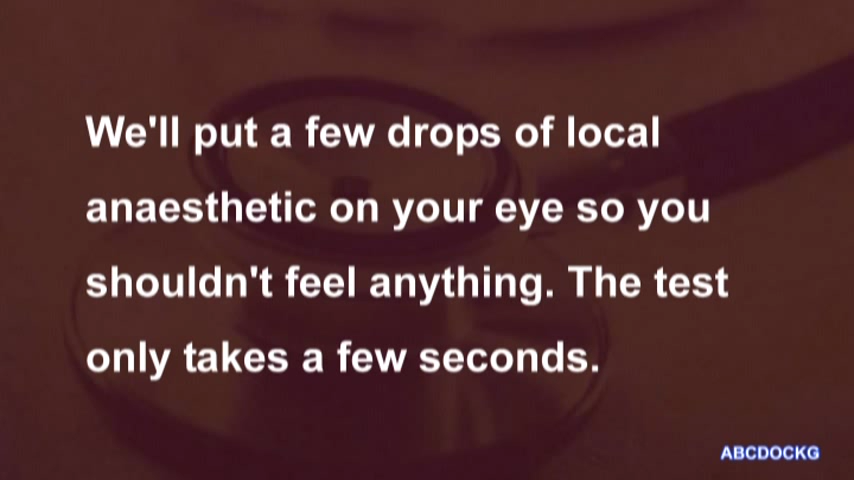 We'll put a few drops of local
anaesthetic on your eye so you
shouldn't feel anything. The test
only takes a few seconds.
ABCDOCKG